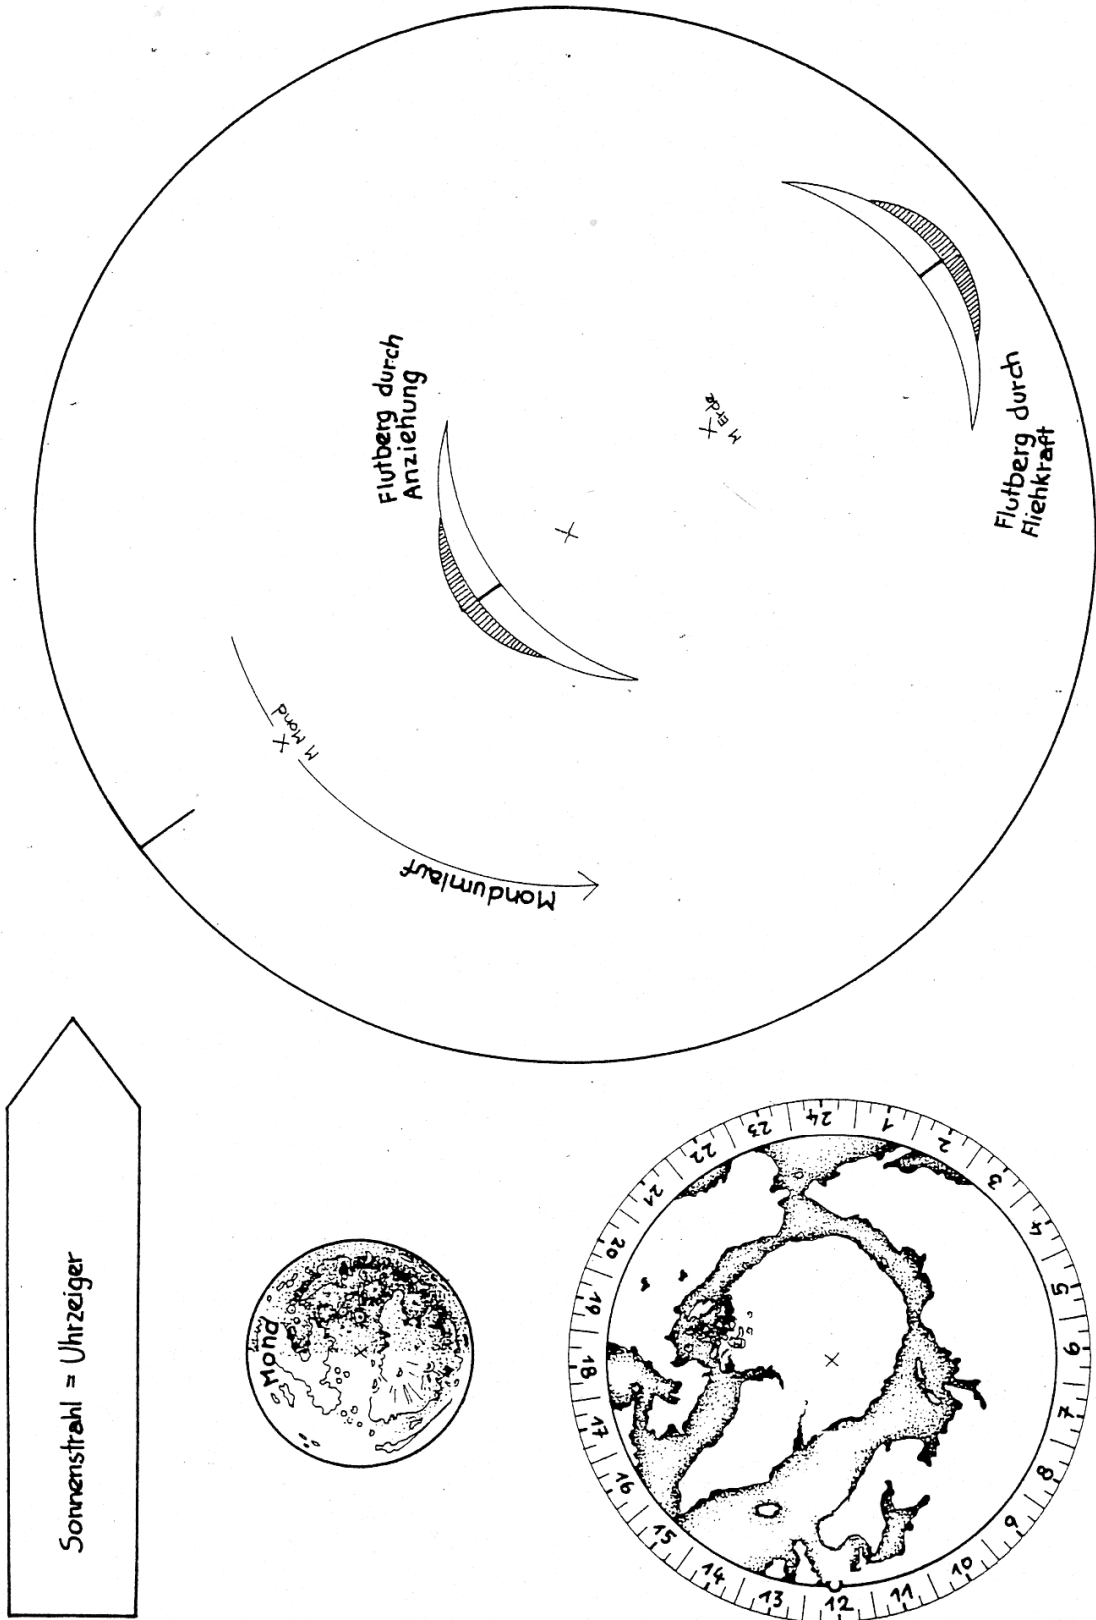 Flutberg durch
Anziehung
Flutberg durch
Fliehkraft
M Erde
X
M Mond
X
Mondumlauf
Sonnenstrahl = Uhrzeiger
Mond
24
1
2
3
4
5
6
7
8
9
10
11
12
13
14
15
16
17
18
19
20
21
22
23